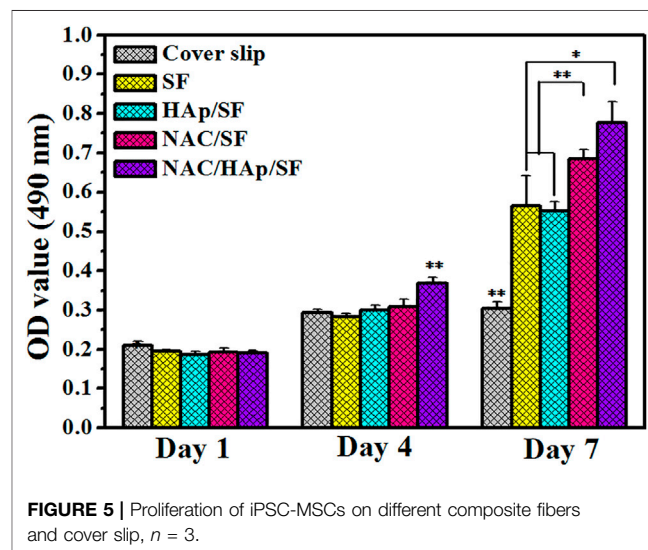 1.0
0.9
0.8
0.7
0.6
0.5
0.4
0.3
0.2
0.1
0.0
OD value (490 nm)
Cover slip
SF
HAp/SF
NAC/SF
NAC/HAp/SF
**
**
**
*
Day 1 Day 4 Day 7
FIGURE 5 | Proliferation of iPSC-MSCs on different composite fibers
and cover slip, n = 3.